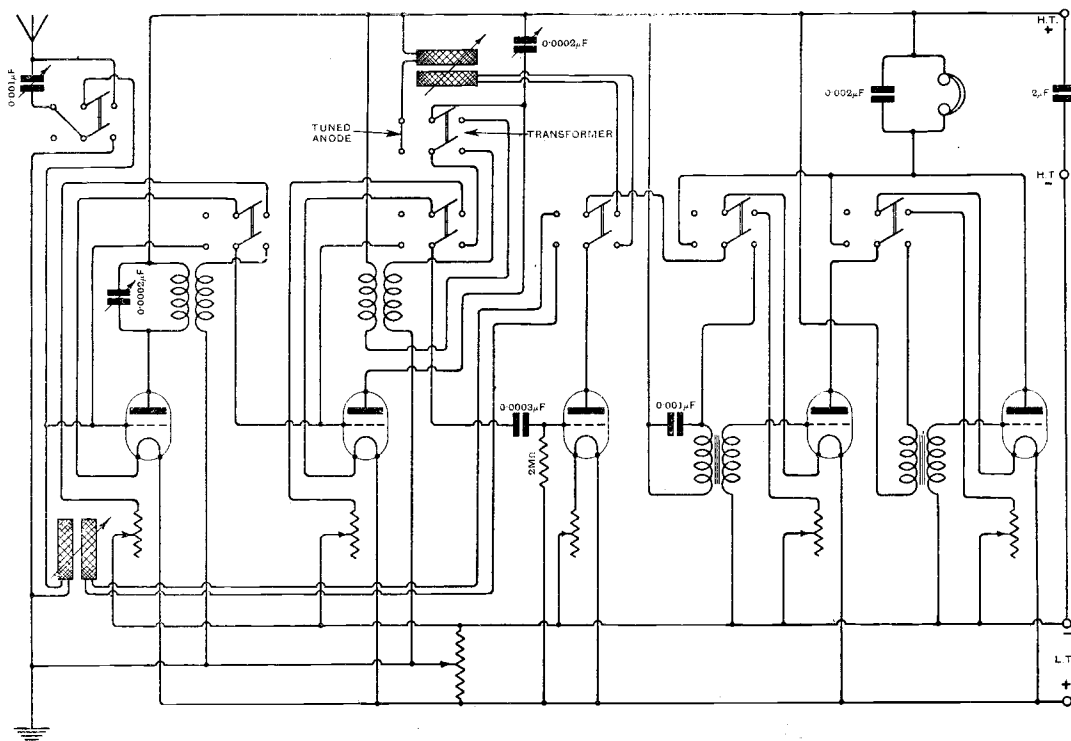 H.T.
+
0·001µF
0·0002µF
0·002µF
2µF
TUNED
ANODE
TRANSFORMER
H.T
−
0·0002µF
0·0003µF
0·001µF
2MΩ
−
L.T
+